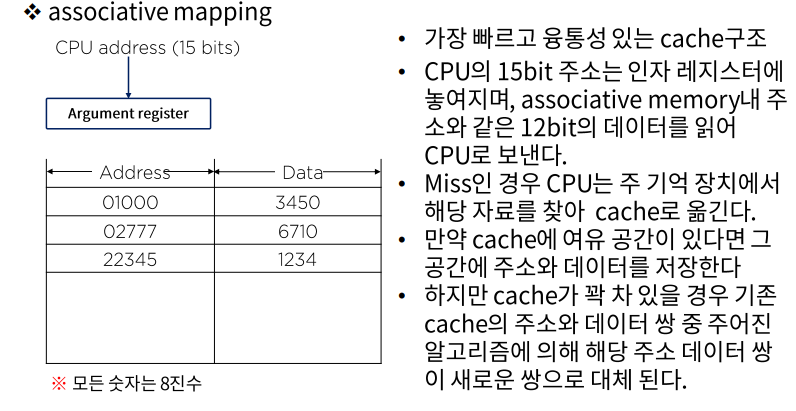 ❖ associative mapping
CPU address (15 bits)
Argument register
Address Data
01000 3450
02777 6710
22345 1234
※ 모든 숫자는 8진수
• 가장 빠르고 융통성 있는 cache구조
• CPU의 15bit 주소는 인자 레지스터에
놓여지며, associative memory내 주
소와 같은 12bit의 데이터를 읽어
CPU로 보낸다.
• Miss인 경우 CPU는 주 기억 장치에서
해당 자료를 찾아 cache로 옮긴다.
• 만약 cache에 여유 공간이 있다면 그
공간에 주소와 데이터를 저장한다
• 하지만 cache가 꽉 차 있을 경우 기존
cache의 주소와 데이터 쌍 중 주어진
알고리즘에 의해 해당 주소 데이터 쌍
이 새로운 쌍으로 대체 된다.